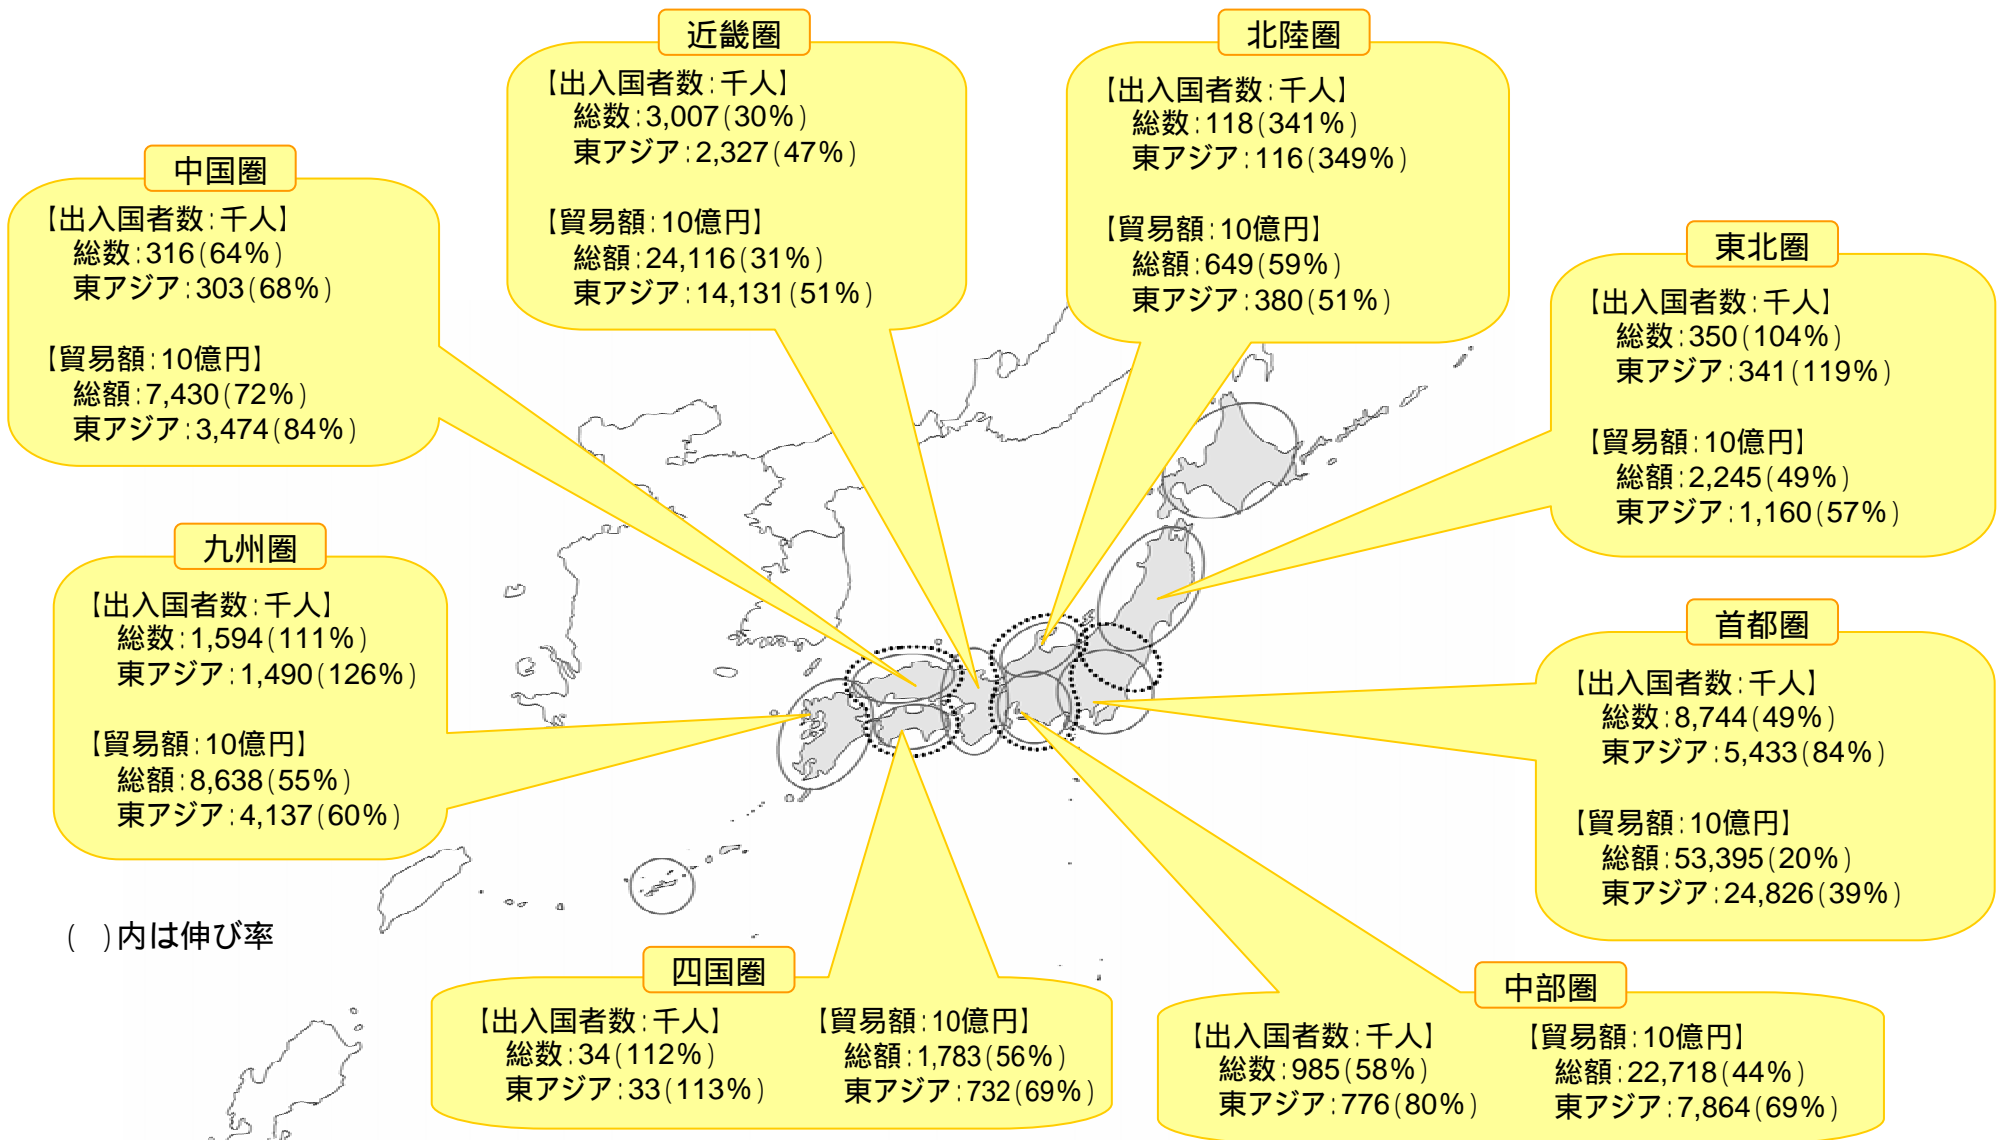 近畿圏
【出入国者数:千人】
総数:3,007(30%)
東アジア:2,327(47%)
【貿易額:10億円】
総額:24,116(31%)
東アジア:14,131(51%)
北陸圏
【出入国者数:千人】
総数:118(341%)
東アジア:116(349%)
【貿易額:10億円】
総額:649(59%)
東アジア:380(51%)
中国圏
【出入国者数:千人】
総数:316(64%)
東アジア:303(68%)
【貿易額:10億円】
総額:7,430(72%)
東アジア:3,474(84%)
東北圏
【出入国者数:千人】
総数:350(104%)
東アジア:341(119%)
【貿易額:10億円】
総額:2,245(49%)
東アジア:1,160(57%)
九州圏
【出入国者数:千人】
総数:1,594(111%)
東アジア:1,490(126%)
【貿易額:10億円】
総額:8,638(55%)
東アジア:4,137(60%)
首都圏
【出入国者数:千人】
総数:8,744(49%)
東アジア:5,433(84%)
【貿易額:10億円】
総額:53,395(20%)
東アジア:24,826(39%)
( )内は伸び率
四国圏
【出入国者数:千人】
総数:34(112%)
東アジア:33(113%)
【貿易額:10億円】
総額:1,783(56%)
東アジア:732(69%)
中部圏
【出入国者数:千人】
総数:985(58%)
東アジア:776(80%)
【貿易額:10億円】
総額:22,718(44%)
東アジア:7,864(69%)